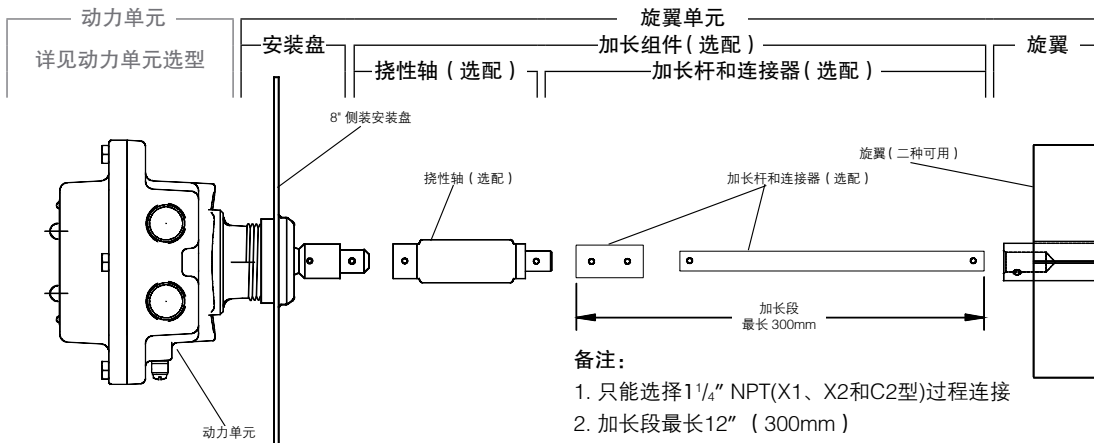 动力单元
详见动力单元选型
旋翼单元
安装盘
加长组件(选配)
旋翼
挠性轴(选配)
加长杆和连接器(选配)
8" 侧装安装盘
挠性轴(选配)
加长杆和连接器(选配)
旋翼(二种可用)
加长段
最长 300mm
动力单元
备注：
1. 只能选择1¹/₄" NPT(X1、X2和C2型)过程连接
2. 加长段最长12" (300mm)